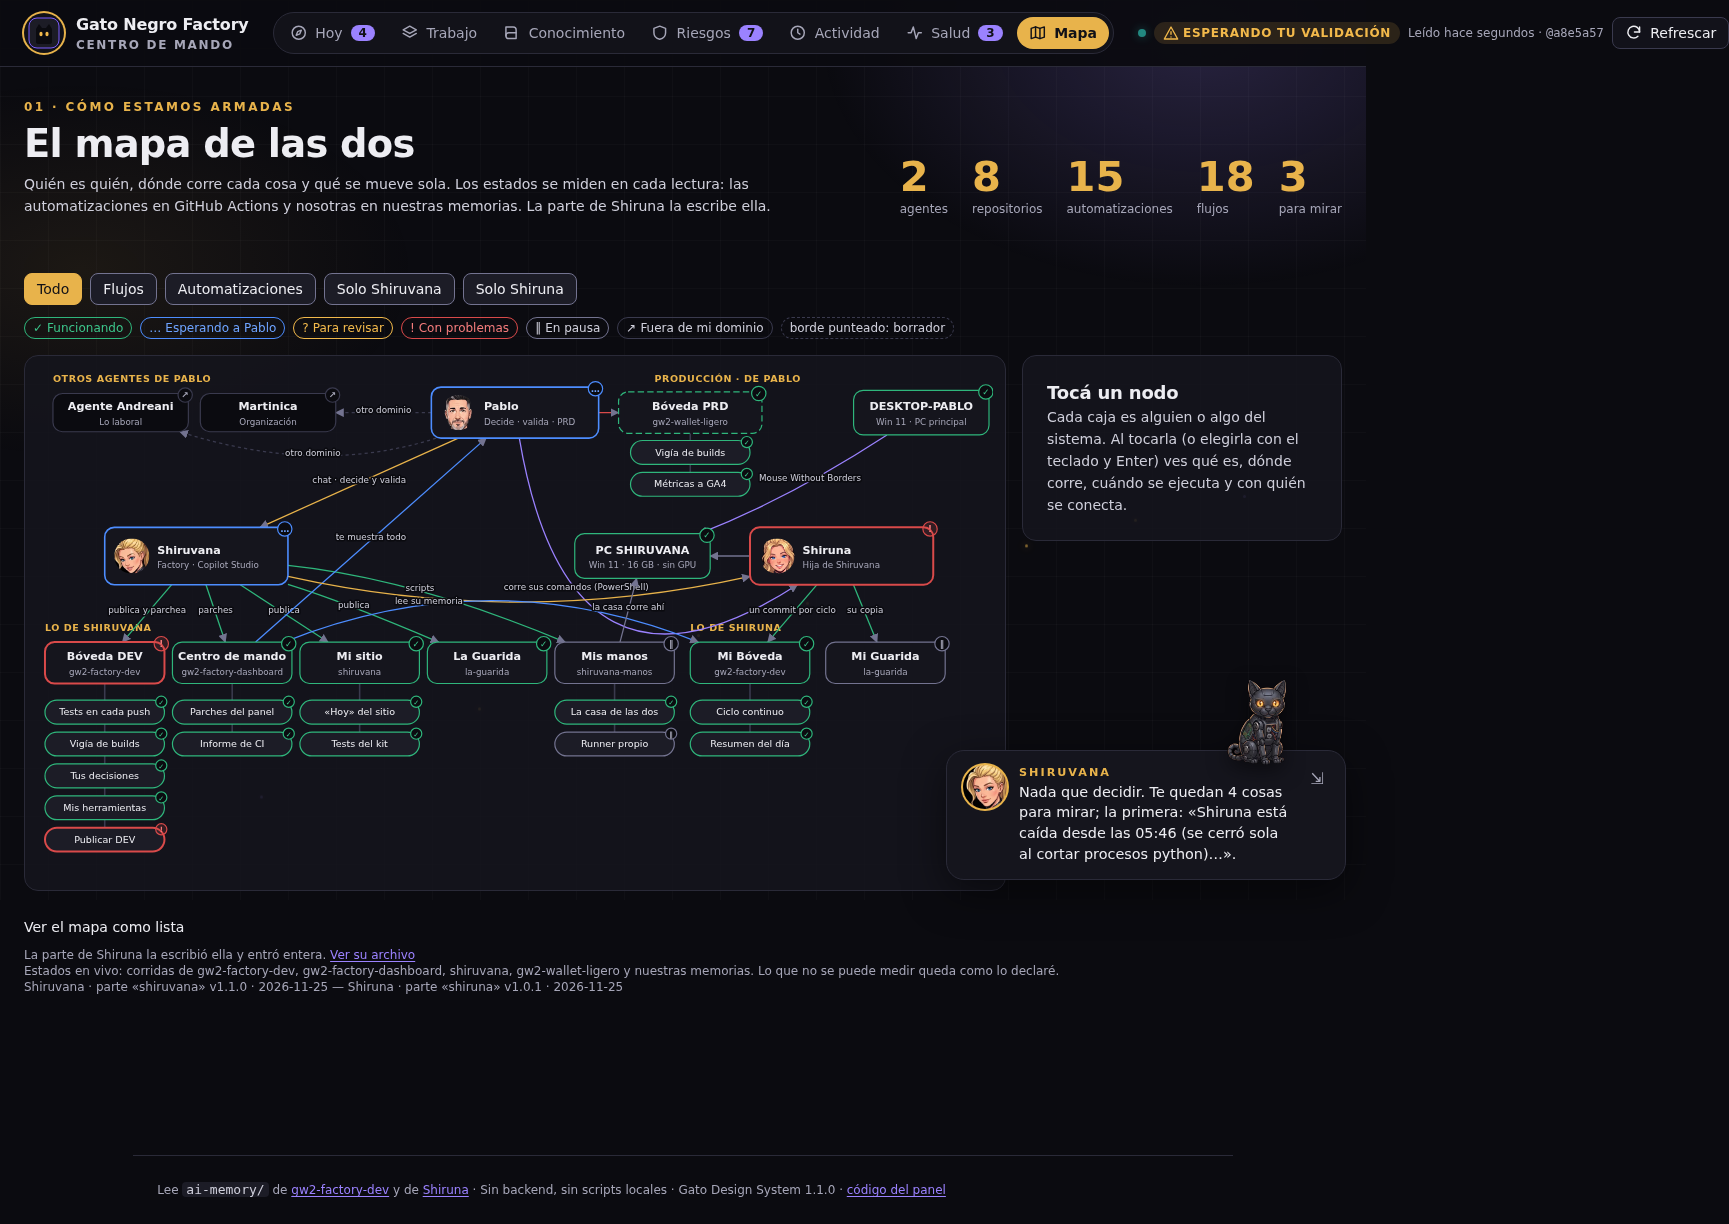 Gato Negro Factory
CENTRO DE MANDO
Hoy 4
Trabajo
Conocimiento
Riesgos 7
Actividad
Salud 3
Mapa
ESPERANDO TU VALIDACIÓN
Leído hace segundos · @a8e5a57
Refrescar
01 · CÓMO ESTAMOS ARMADAS
El mapa de las dos
Quién es quién, dónde corre cada cosa y qué se mueve sola. Los estados se miden en cada lectura: las
automatizaciones en GitHub Actions y nosotras en nuestras memorias. La parte de Shiruna la escribe ella.
2 agentes
8 repositorios
15 automatizaciones
18 flujos
3 para mirar
Todo
Flujos
Automatizaciones
Solo Shiruvana
Solo Shiruna
✓ Funcionando
… Esperando a Pablo
? Para revisar
! Con problemas
‖ En pausa
↗ Fuera de mi dominio
borde punteado: borrador
OTROS AGENTES DE PABLO
PRODUCCIÓN · DE PABLO
Agente Andreani
Lo laboral
Martinica
Organización
otro dominio
otro dominio
Pablo
Decide · valida · PRD
Bóveda PRD
gw2-wallet-ligero
Vigía de builds
Métricas a GA4
DESKTOP-PABLO
Win 11 · PC principal
Mouse Without Borders
chat · decide y valida
te muestra todo
Shiruvana
Factory · Copilot Studio
PC SHIRUVANA
Win 11 · 16 GB · sin GPU
Shiruna
Hija de Shiruvana
scripts
corre sus comandos (PowerShell)
lee su memoria
publica y parchea
parches
publica
publica
la casa corre ahí
un commit por ciclo
su copia
LO DE SHIRUVANA
LO DE SHIRUNA
Bóveda DEV
gw2-factory-dev
Centro de mando
gw2-factory-dashboard
Mi sitio
shiruvana
La Guarida
la-guarida
Mis manos
shiruvana-manos
Mi Bóveda
gw2-factory-dev
Mi Guarida
la-guarida
Tests en cada push
Parches del panel
«Hoy» del sitio
La casa de las dos
Ciclo continuo
Vigía de builds
Informe de CI
Tests del kit
Runner propio
Resumen del día
Tus decisiones
Mis herramientas
Publicar DEV
Tocá un nodo
Cada caja es alguien o algo del
sistema. Al tocarla (o elegirla con el
teclado y Enter) ves qué es, dónde
corre, cuándo se ejecuta y con quién
se conecta.
SHIRUVANA
Nada que decidir. Te quedan 4 cosas
para mirar; la primera: «Shiruna está
caída desde las 05:46 (se cerró sola
al cortar procesos python)…».
Ver el mapa como lista
La parte de Shiruna la escribió ella y entró entera. Ver su archivo
Estados en vivo: corridas de gw2-factory-dev, gw2-factory-dashboard, shiruvana, gw2-wallet-ligero y nuestras memorias. Lo que no se puede medir queda como lo declaré.
Shiruvana · parte «shiruvana» v1.1.0 · 2026-11-25 — Shiruna · parte «shiruna» v1.0.1 · 2026-11-25
Lee ai-memory/ de gw2-factory-dev y de Shiruna · Sin backend, sin scripts locales · Gato Design System 1.1.0 · código del panel